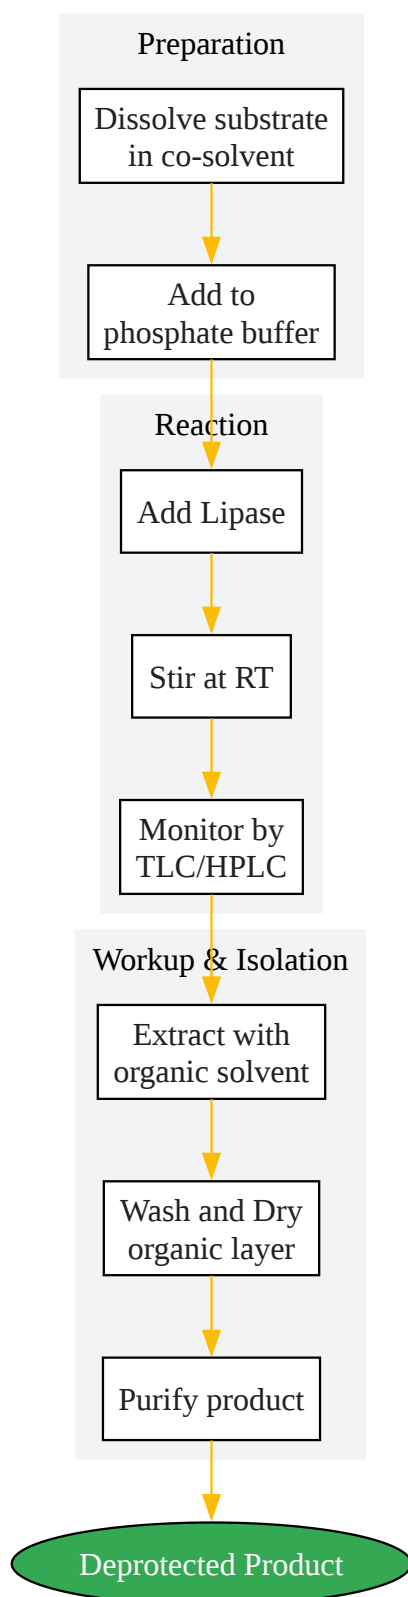 Preparation
Dissolve substrate
in co-solvent
Add to
phosphate buffer
Reaction
Add Lipase
Stir at RT
Monitor by
TLC/HPLC
Workup & Isolation
Extract with
organic solvent
Wash and Dry
organic layer
Purify product
Deprotected Product